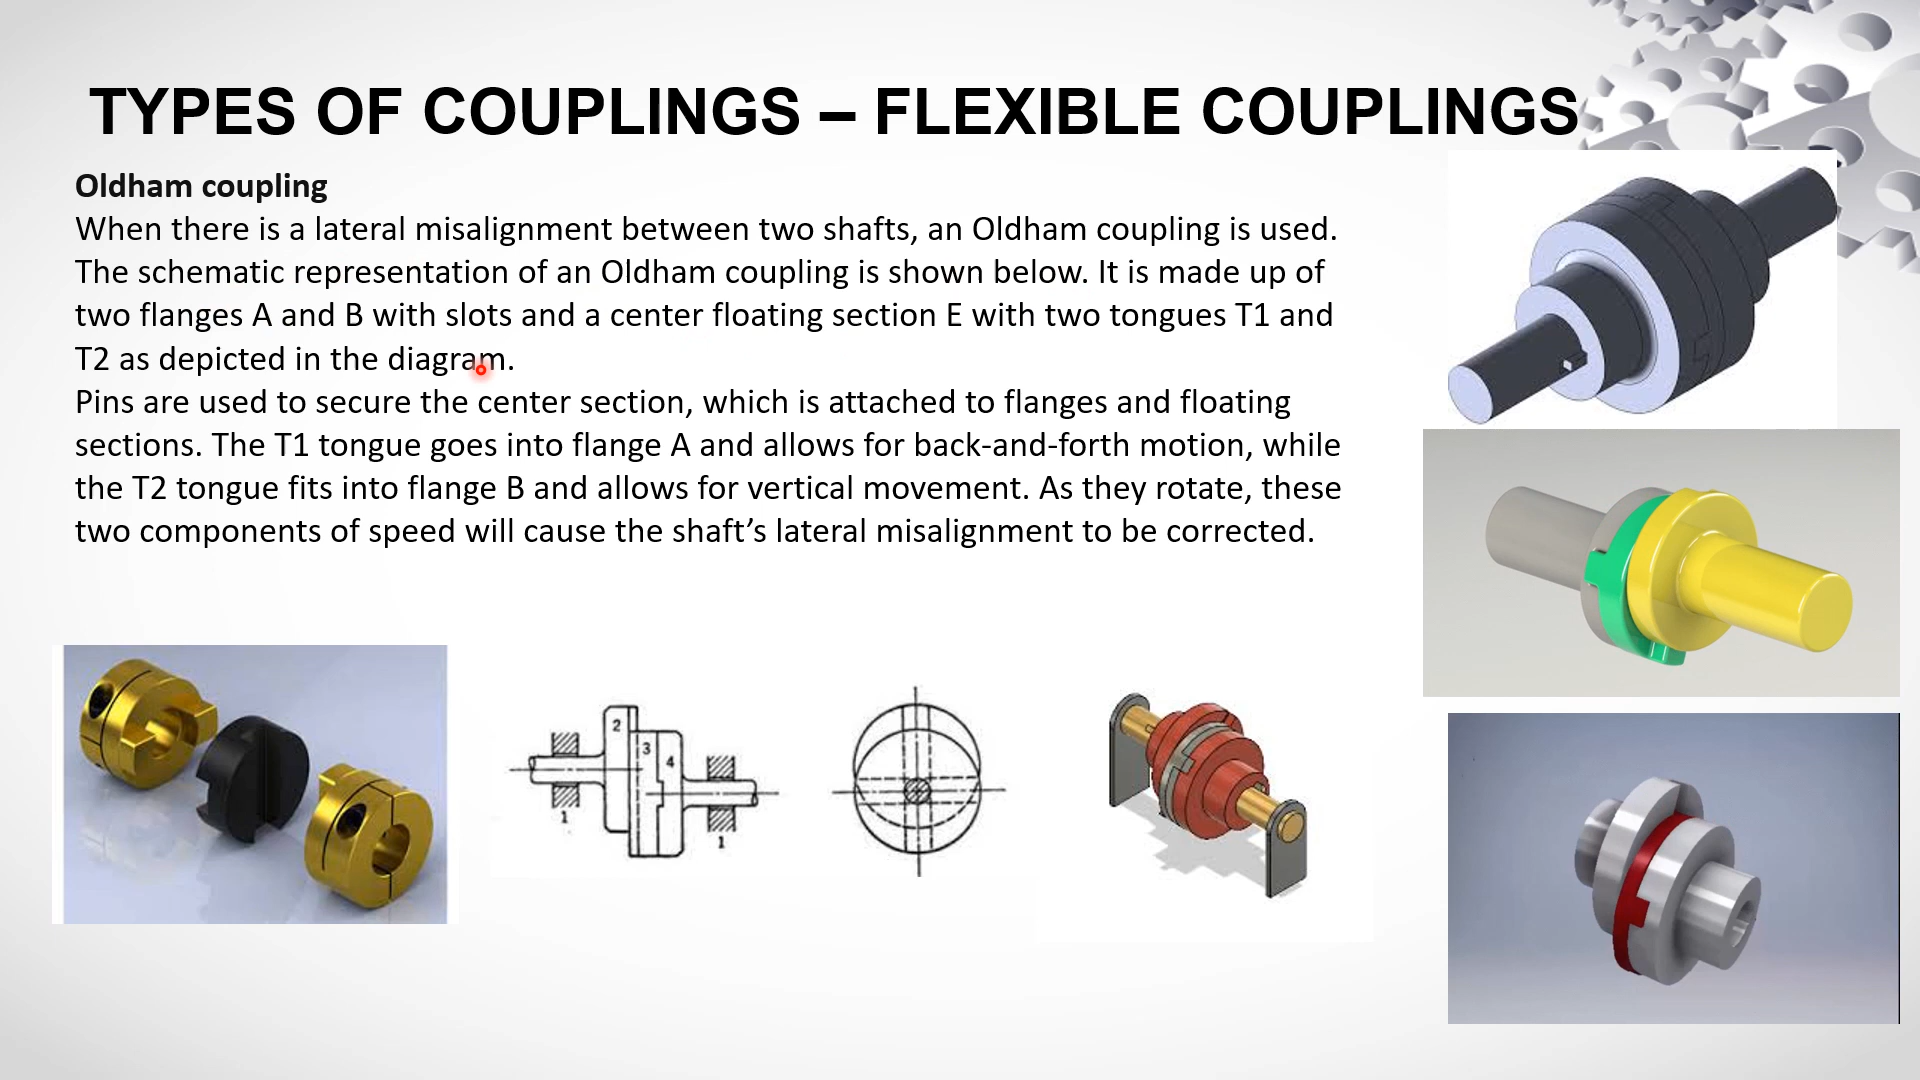 TYPES OF COUPLINGS – FLEXIBLE COUPLINGS
Oldham coupling
When there is a lateral misalignment between two shafts, an Oldham coupling is used.
The schematic representation of an Oldham coupling is shown below. It is made up of
two flanges A and B with slots and a center floating section E with two tongues T1 and
T2 as depicted in the diagram.
Pins are used to secure the center section, which is attached to flanges and floating
sections. The T1 tongue goes into flange A and allows for back-and-forth motion, while
the T2 tongue fits into flange B and allows for vertical movement. As they rotate, these
two components of speed will cause the shaft’s lateral misalignment to be corrected.
2
3
4
1
1